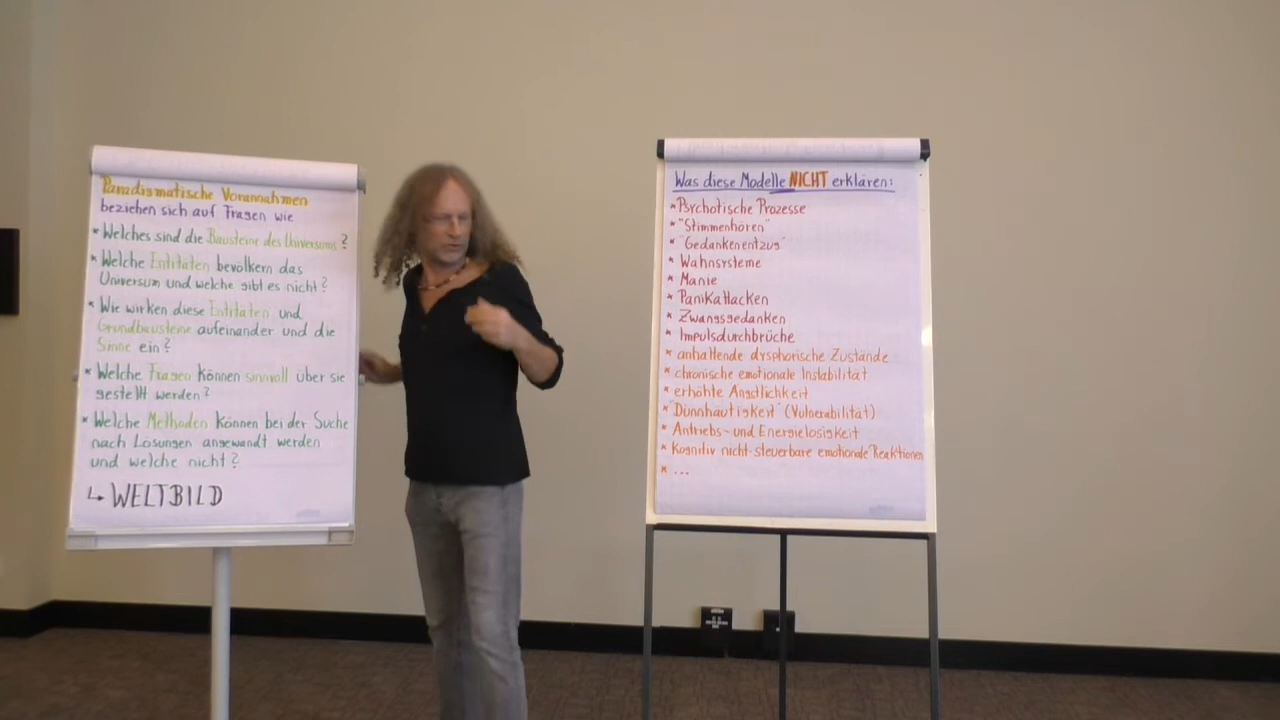 Paradigmatische Vorannahmen
beziehen sich auf Fragen wie
* Welches sind die Bausteine des Universums?
* Welche Entitäten bevölkern das
Universum und welche gibt es nicht?
* Wie wirken diese Entitäten und
Grundbausteine aufeinander und die
Sinne ein?
* Welche Fragen können sinnvoll über sie
gestellt werden?
* Welche Methoden können bei der Suche
nach Lösungen angewandt werden
und welche nicht?
↳ WELTBILD
Was diese Modelle NICHT erklären:
* Psychotische Prozesse
* "Stimmenhören"
* "Gedankenentzug"
* Wahnsysteme
* Manie
* Panikattacken
* Zwangsgedanken
* Impulsdurchbrüche
* anhaltende dysphorische Zustände
* chronische emotionale Instabilität
* erhöhte Ängstlichkeit
* "Dünnhäutigkeit" (Vulnerabilität)
* Antriebs- und Energielosigkeit
* Kognitiv nicht-steuerbare emotionale Reaktionen
* ...